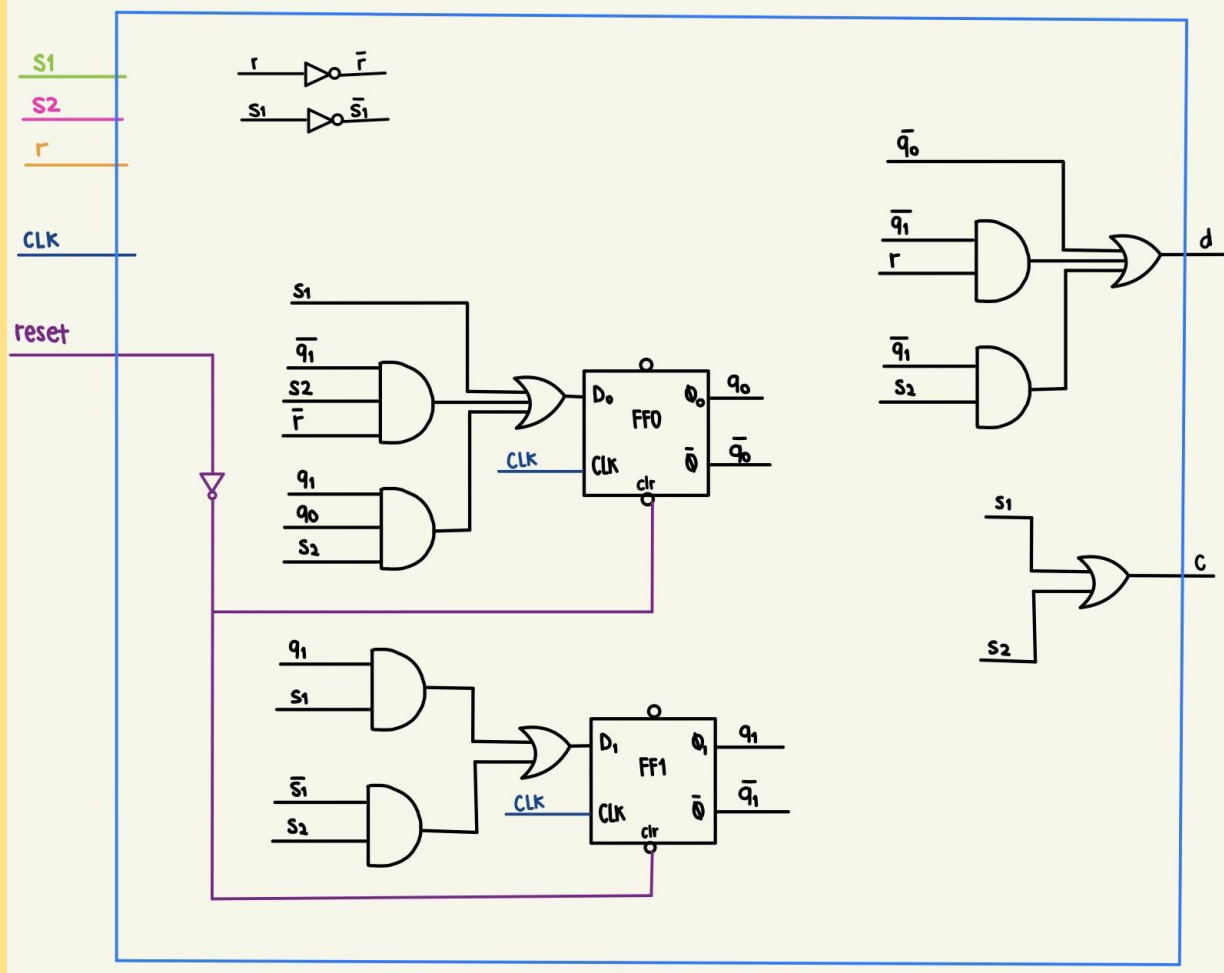 S1
S2
r
CLK
reset
r r̅
S1 S̅1
S1
q̅1
S2
r̅
q1
q0
S2
CLK
D0 Q0
FF0
CLK Q̅
clr
q0
q̅0
q1
S1
S̅1
S2
CLK
D1 Q1
FF1
CLK Q̅
clr
q1
q̅1
q̅0
q̅1
r
q̅1
S2
d
S1
S2
C